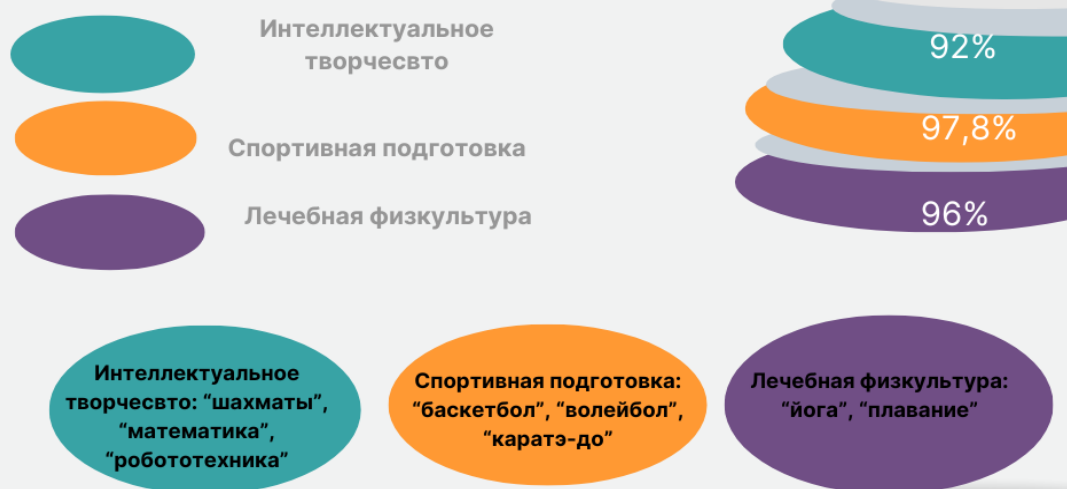 Интеллектуальное
творчесвто
Спортивная подготовка
Лечебная физкультура
92%
97,8%
96%
Интеллектуальное
творчесвто: “шахматы”,
“математика”,
“робототехника”
Спортивная подготовка:
“баскетбол”, “волейбол”,
“каратэ-до”
Лечебная физкультура:
“йога”, “плавание”